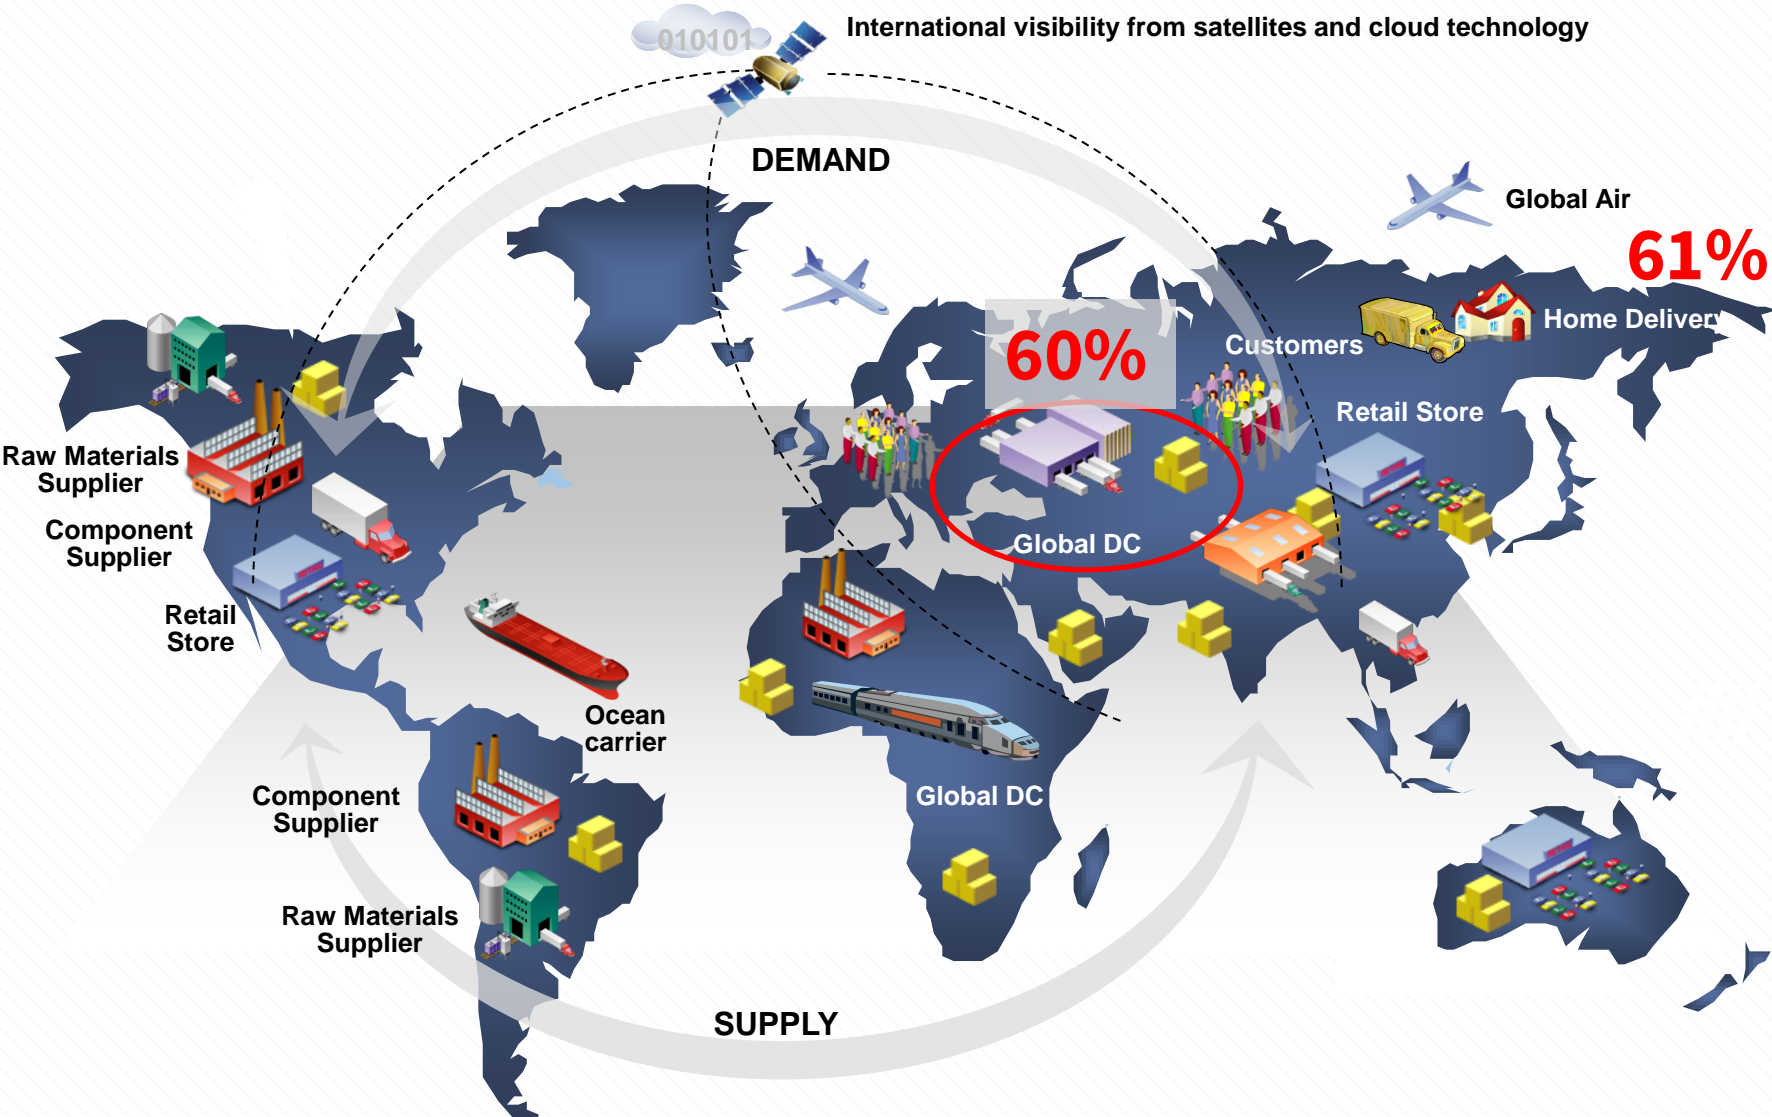 International visibility from satellites and cloud technology
010101
DEMAND
Global Air
61%
Home Delivery
60%
Customers
Retail Store
Raw Materials
Supplier
Component
Supplier
Global DC
Retail
Store
Ocean
carrier
Component
Supplier
Global DC
Raw Materials
Supplier
SUPPLY